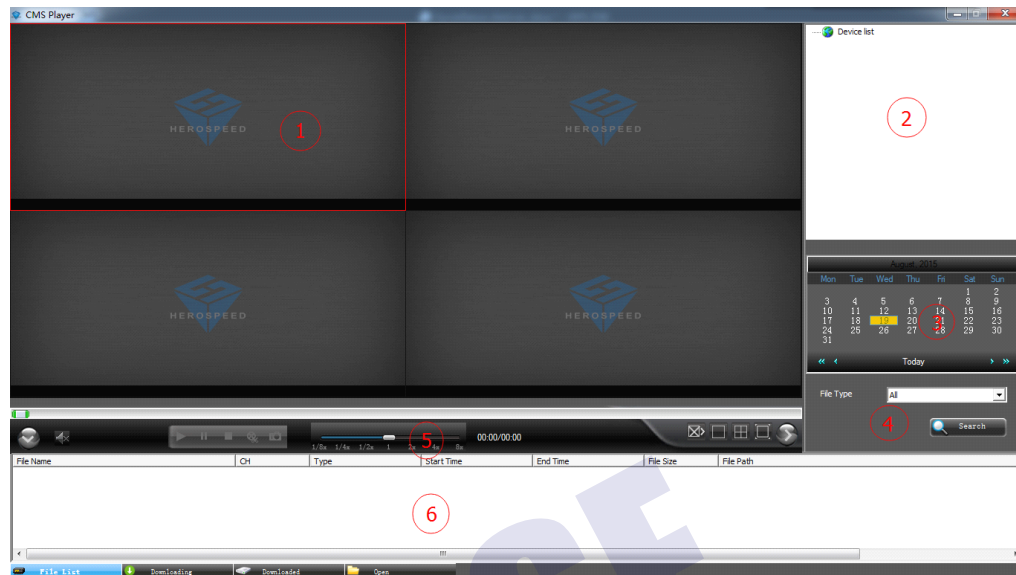 CMS Player
Device list
HEROSPEED
HEROSPEED
1
2
HEROSPEED
HEROSPEED
August 2015
Mon Tue Wed Thu Fri Sat Sun
1 2
3 4 5 6 7 8 9
10 11 12 13 14 15 16
17 18 19 20 21 22 23
24 25 26 27 28 29 30
31
3
Today
File Type All
4
Search
00:00/00:00
1/8x 1/4x 1/2x 1 2x 4x 8x
5
File Name CH Type Start Time End Time File Size File Path
6
File List Downloading Downloaded Open